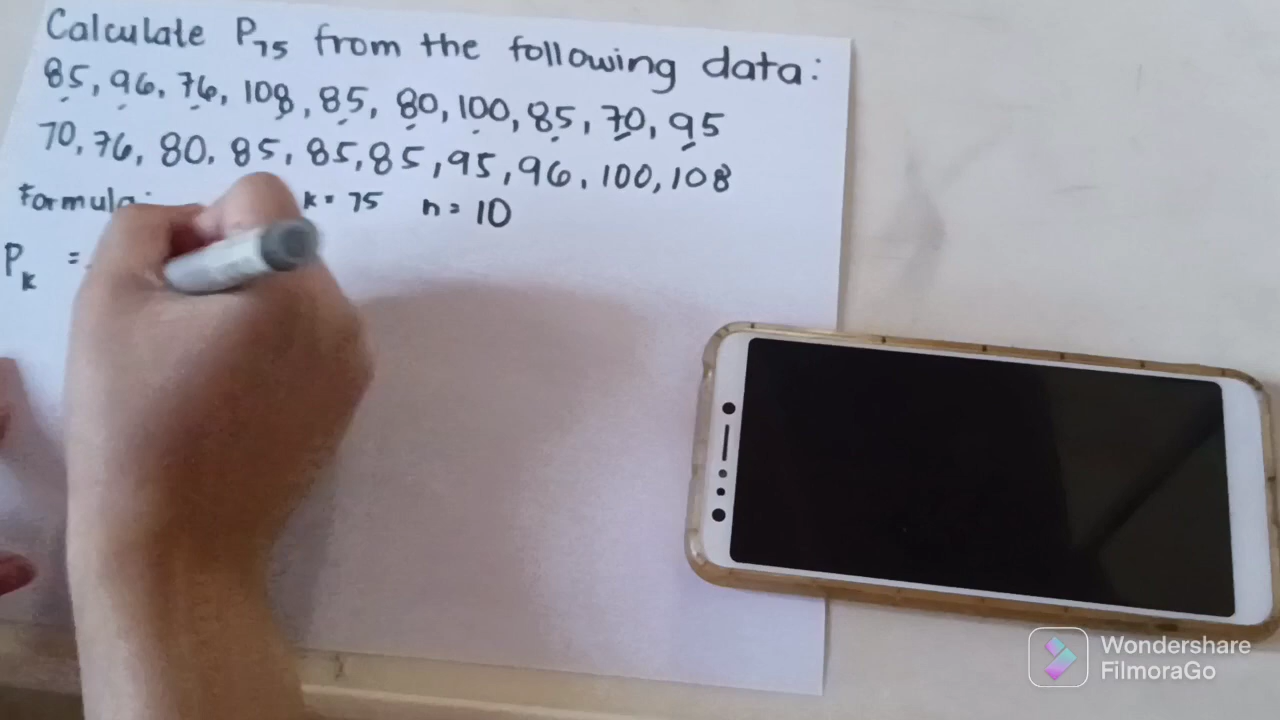 Calculate P75 from the following data:
85, 96, 76, 108, 85, 80, 100, 85, 70, 95
70, 76, 80, 85, 85, 85, 95, 96, 100, 108
Formula: k = 75 n = 10
Pk =
Wondershare
FilmoraGo